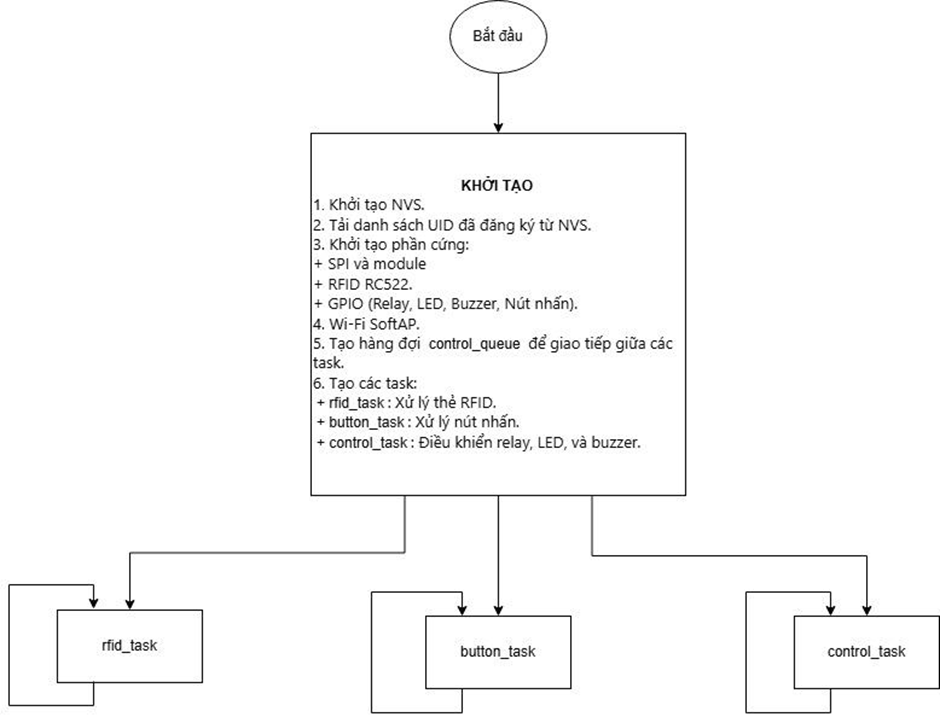 Bắt đầu
KHỞI TẠO
1. Khởi tạo NVS.
2. Tải danh sách UID đã đăng ký từ NVS.
3. Khởi tạo phần cứng:
+ SPI và module
+ RFID RC522.
+ GPIO (Relay, LED, Buzzer, Nút nhấn).
4. Wi-Fi SoftAP.
5. Tạo hàng đợi control_queue để giao tiếp giữa các
task.
6. Tạo các task:
+ rfid_task : Xử lý thẻ RFID.
+ button_task : Xử lý nút nhấn.
+ control_task : Điều khiển relay, LED, và buzzer.
rfid_task
button_task
control_task